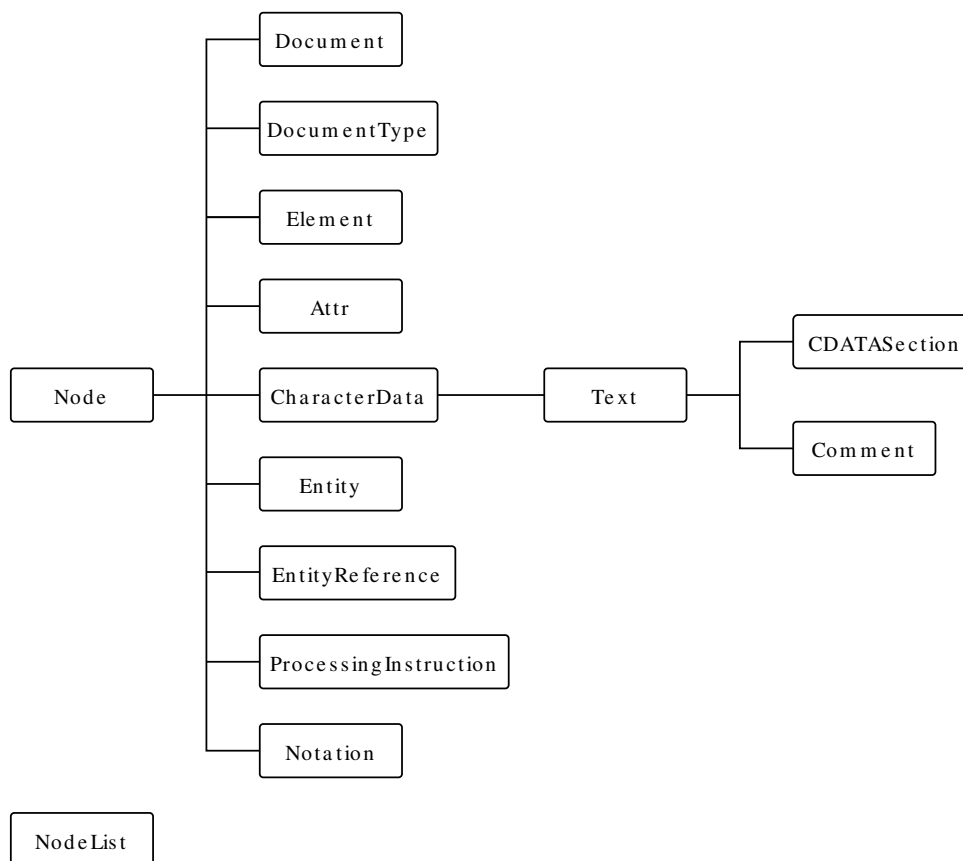 Document
DocumentType
Element
Attr
CDATASection
Node
CharacterData
Text
Comment
Entity
EntityReference
ProcessingInstruction
Notation
NodeList